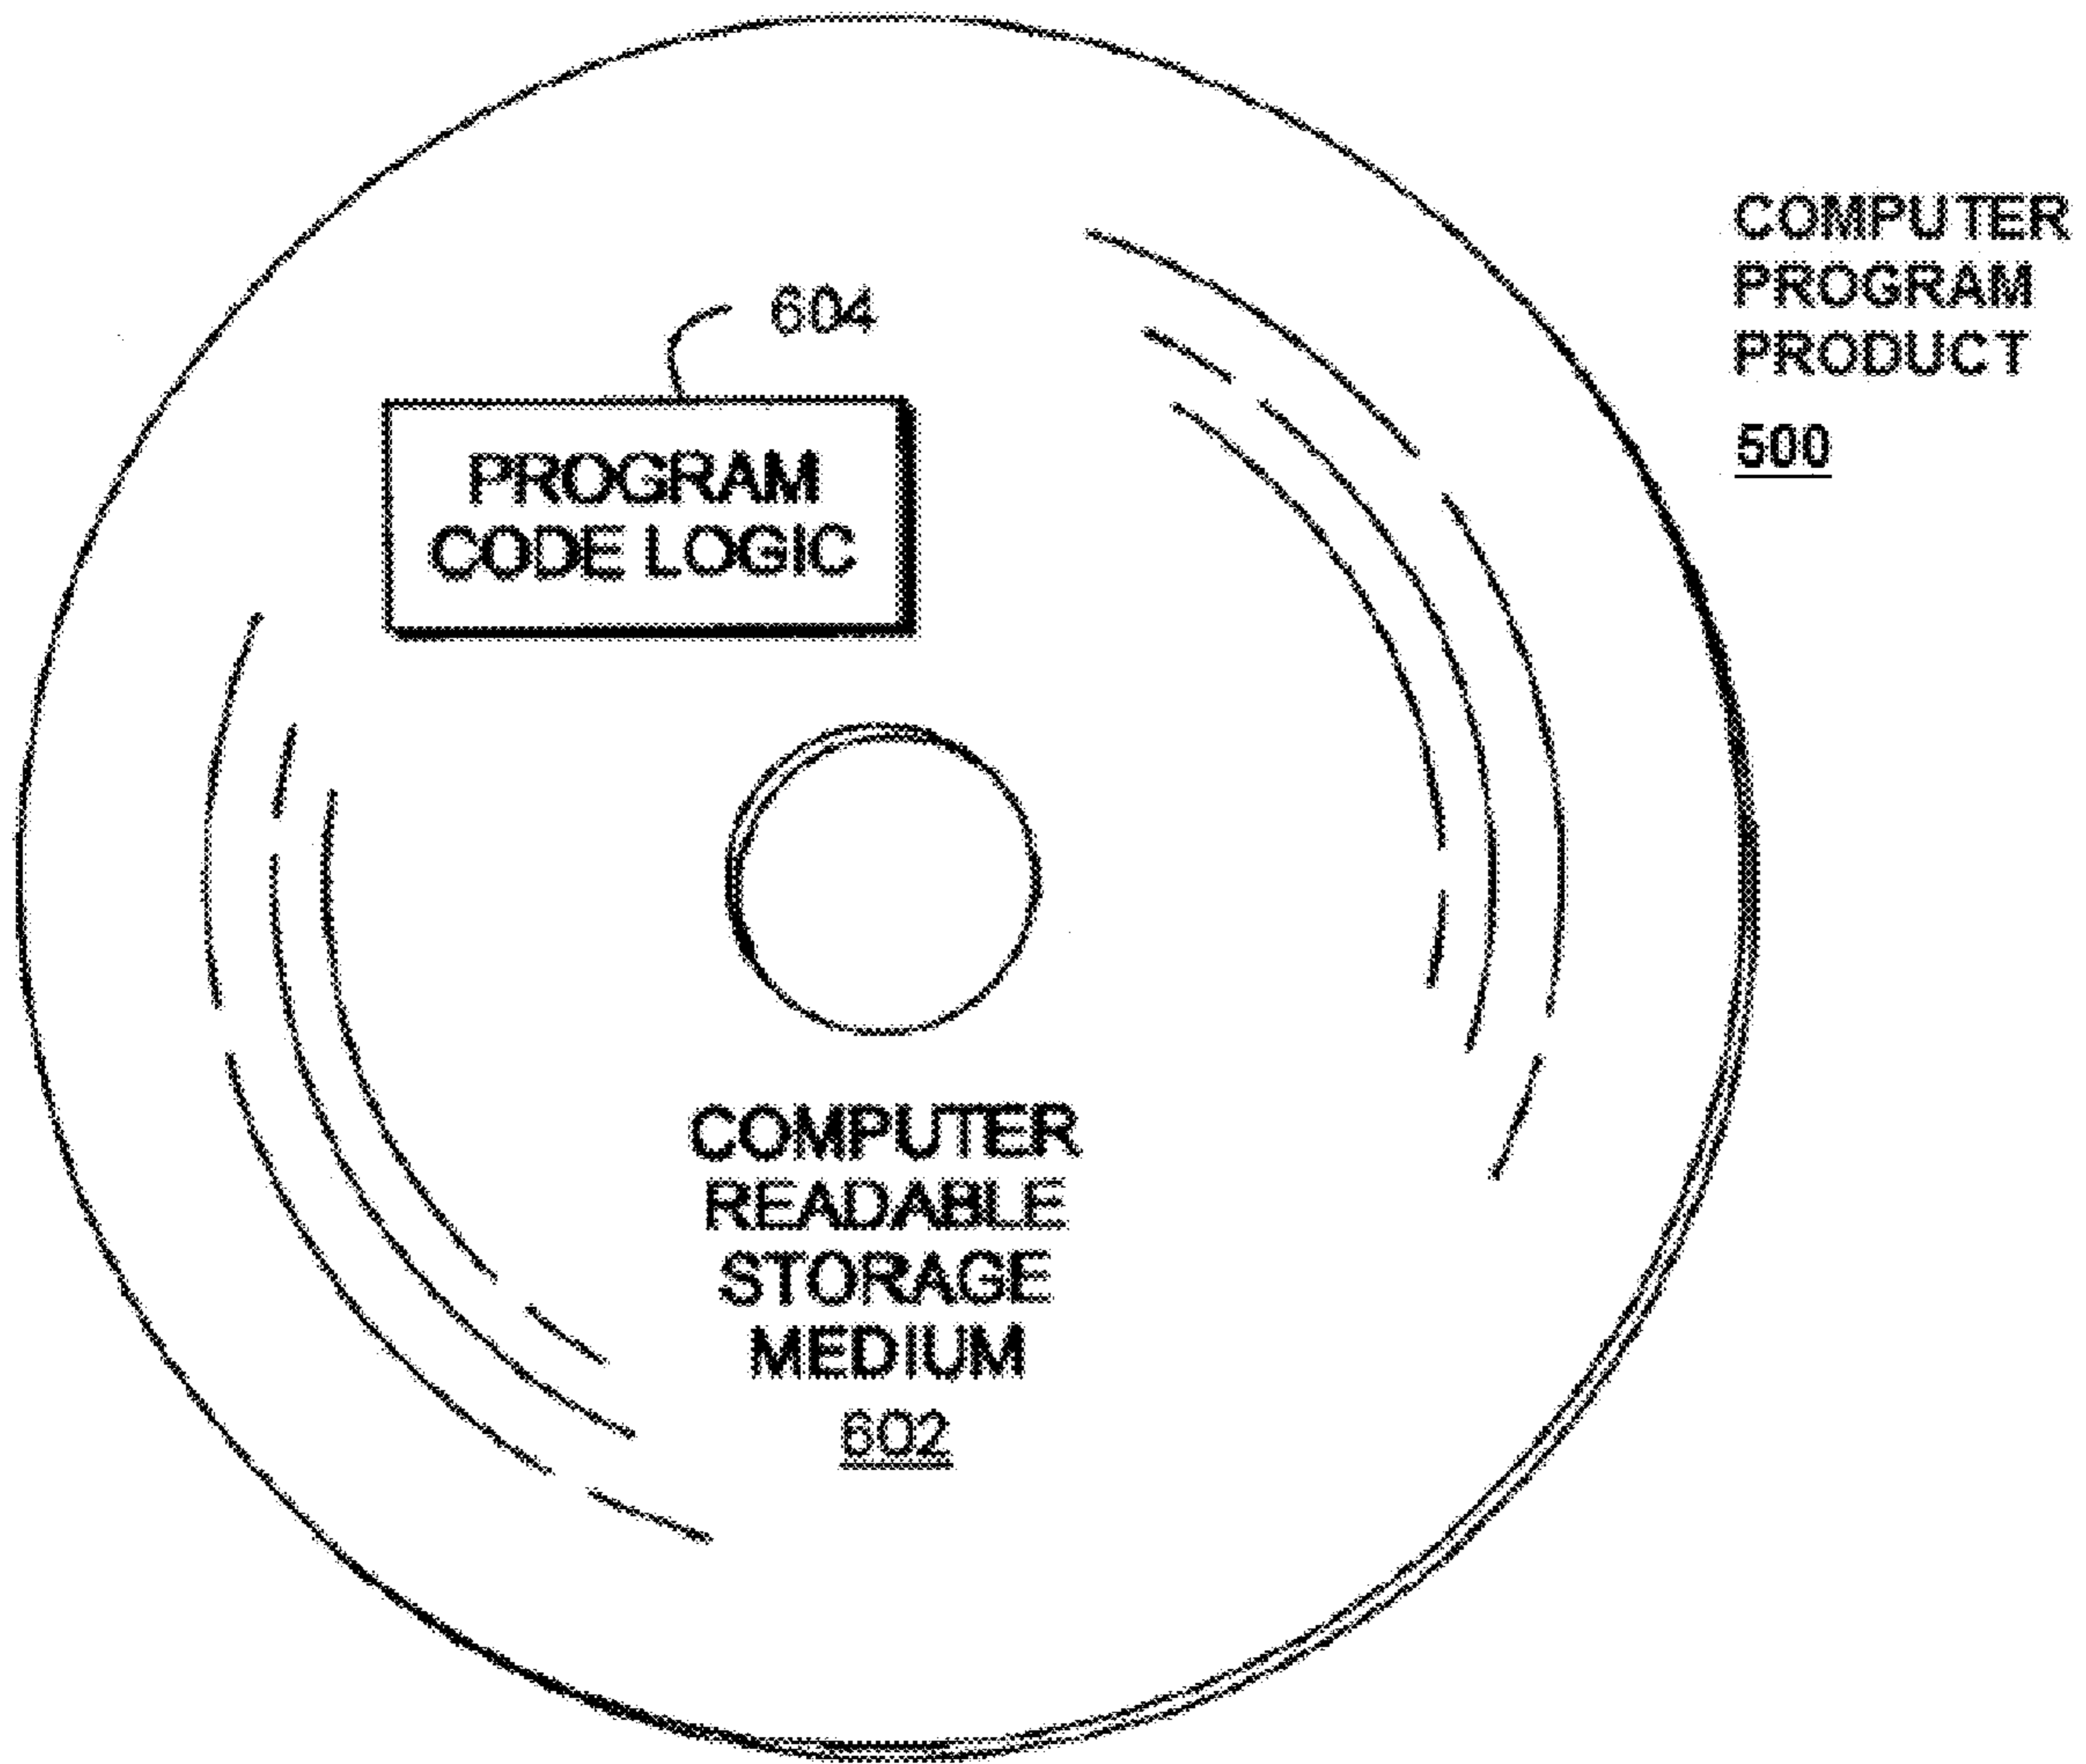 COMPUTER
PROGRAM
PRODUCT
500
604
PROGRAM
CODE LOGIC
COMPUTER
READABLE
STORAGE
MEDIUM
602